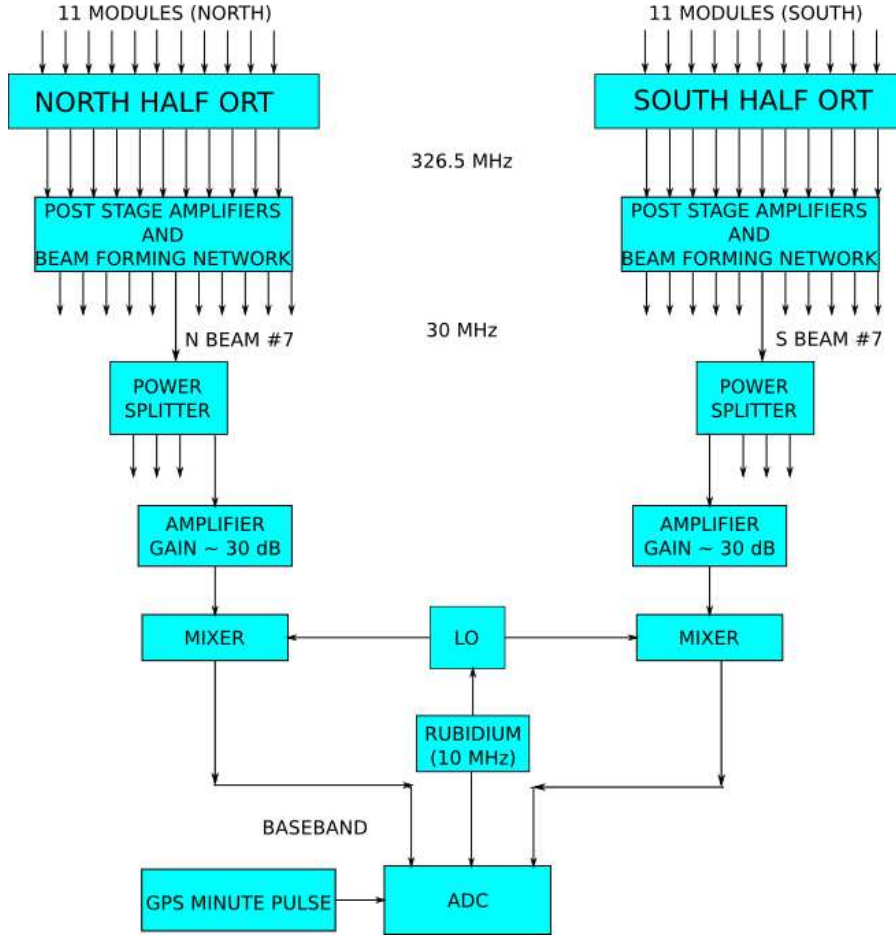 11 MODULES (NORTH)
11 MODULES (SOUTH)
NORTH HALF ORT
SOUTH HALF ORT
326.5 MHz
POST STAGE AMPLIFIERS
AND
BEAM FORMING NETWORK
POST STAGE AMPLIFIERS
AND
BEAM FORMING NETWORK
30 MHz
N BEAM #7
S BEAM #7
POWER
SPLITTER
POWER
SPLITTER
AMPLIFIER
GAIN ~ 30 dB
AMPLIFIER
GAIN ~ 30 dB
MIXER
LO
MIXER
RUBIDIUM
(10 MHz)
BASEBAND
GPS MINUTE PULSE
ADC